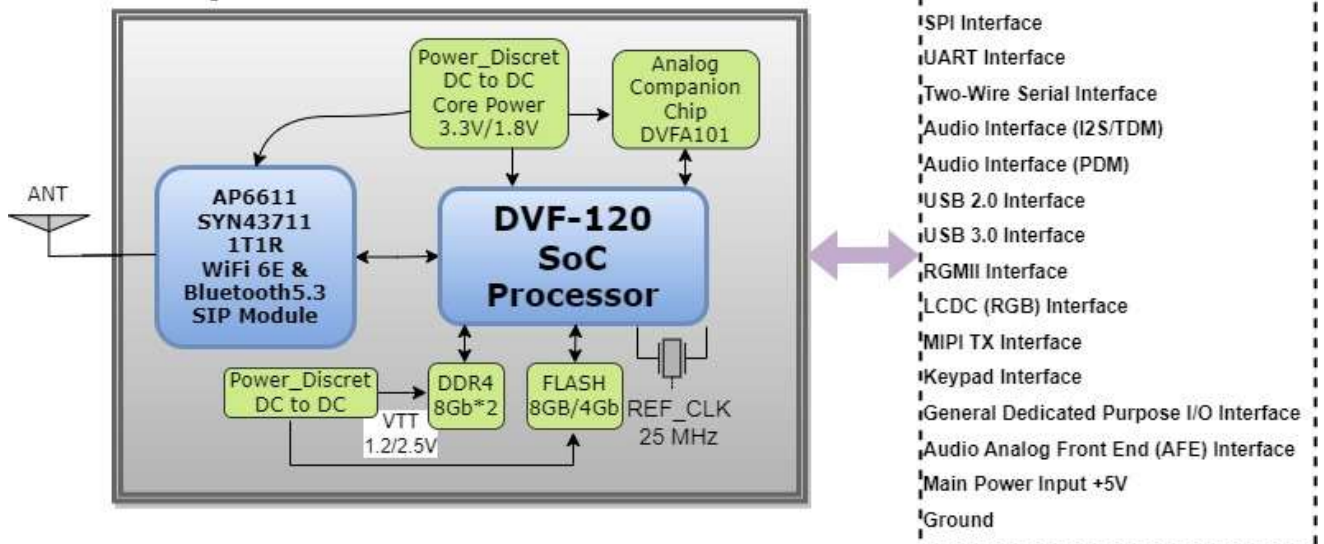 ANT
Power_Discret
DC to DC
Core Power
3.3V/1.8V
Analog
Companion
Chip
DVFA101
AP6611
SYN43711
1T1R
WiFi 6E &
Bluetooth5.3
SIP Module
DVF-120
SoC
Processor
Power_Discret
DC to DC
VTT
1.2/2.5V
DDR4
8Gb*2
FLASH
8GB/4Gb
REF_CLK
25 MHz
SPI Interface
UART Interface
Two-Wire Serial Interface
Audio Interface (I2S/TDM)
Audio Interface (PDM)
USB 2.0 Interface
USB 3.0 Interface
RGMII Interface
LCDC (RGB) Interface
MIPI TX Interface
Keypad Interface
General Dedicated Purpose I/O Interface
Audio Analog Front End (AFE) Interface
Main Power Input +5V
Ground